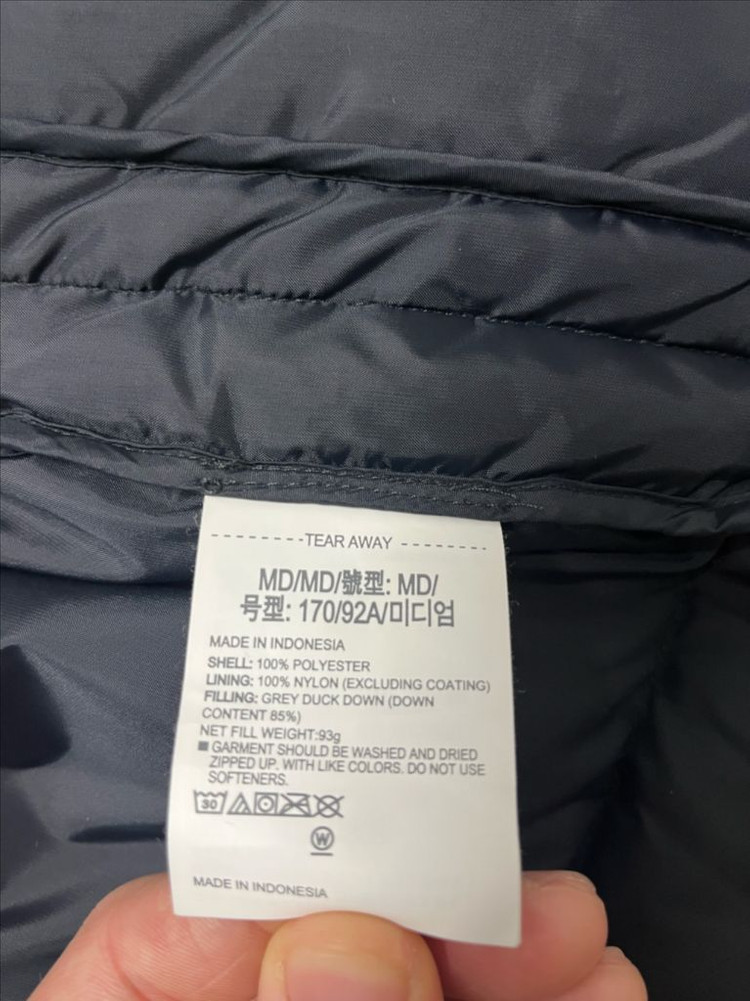 --------TEAR AWAY--------
MD/MD/號型: MD/
号型: 170/92A/미디엄
MADE IN INDONESIA
SHELL: 100% POLYESTER
LINING: 100% NYLON (EXCLUDING COATING)
FILLING: GREY DUCK DOWN (DOWN
CONTENT 85%)
NET FILL WEIGHT:93g
■ GARMENT SHOULD BE WASHED AND DRIED
ZIPPED UP. WITH LIKE COLORS. DO NOT USE
SOFTENERS.
30
W
MADE IN INDONESIA